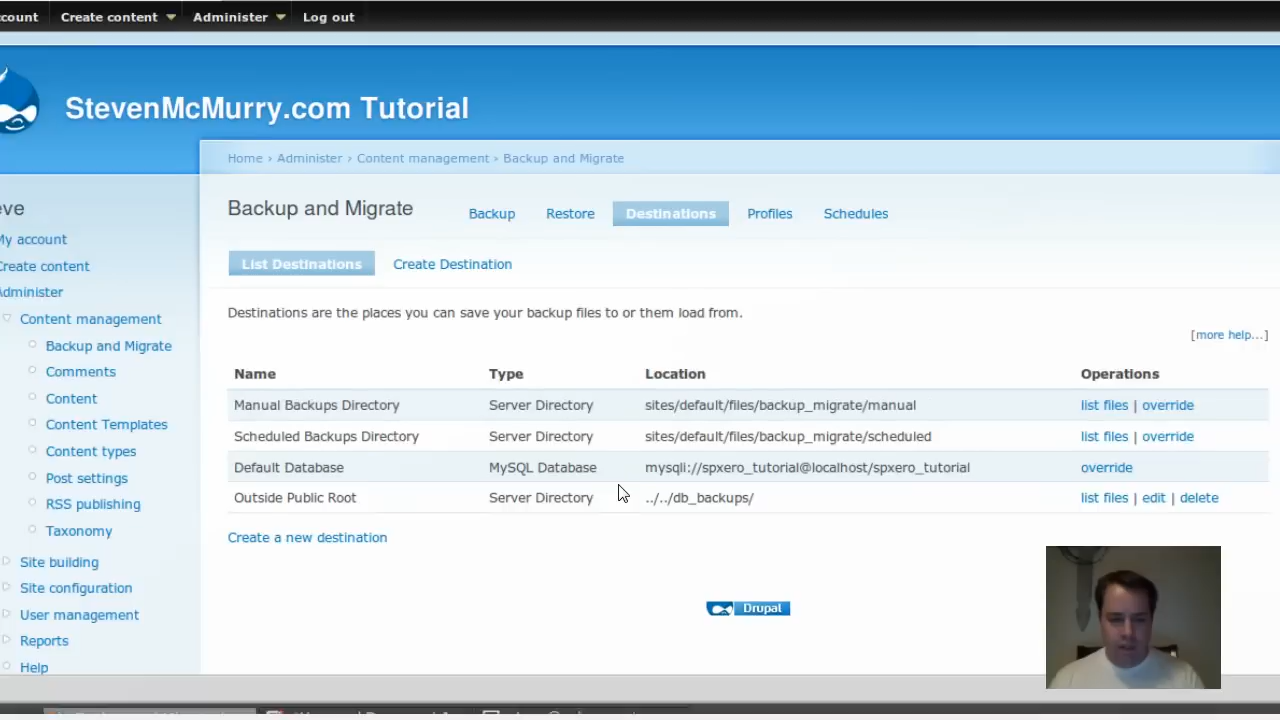 Create content Administer Log out
StevenMcMurry.com Tutorial
Home › Administer › Content management › Backup and Migrate
Backup and Migrate Backup Restore Destinations Profiles Schedules
List Destinations Create Destination
Destinations are the places you can save your backup files to or them load from.
[more help...]
Name Type Location Operations
Manual Backups Directory Server Directory sites/default/files/backup_migrate/manual list files | override
Scheduled Backups Directory Server Directory sites/default/files/backup_migrate/scheduled list files | override
Default Database MySQL Database mysqli://spxero_tutorial@localhost/spxero_tutorial override
Outside Public Root Server Directory ../../db_backups/ list files | edit | delete
Create a new destination
Drupal
My account
Create content
Administer
Content management
Backup and Migrate
Comments
Content
Content Templates
Content types
Post settings
RSS publishing
Taxonomy
Site building
Site configuration
User management
Reports
Help